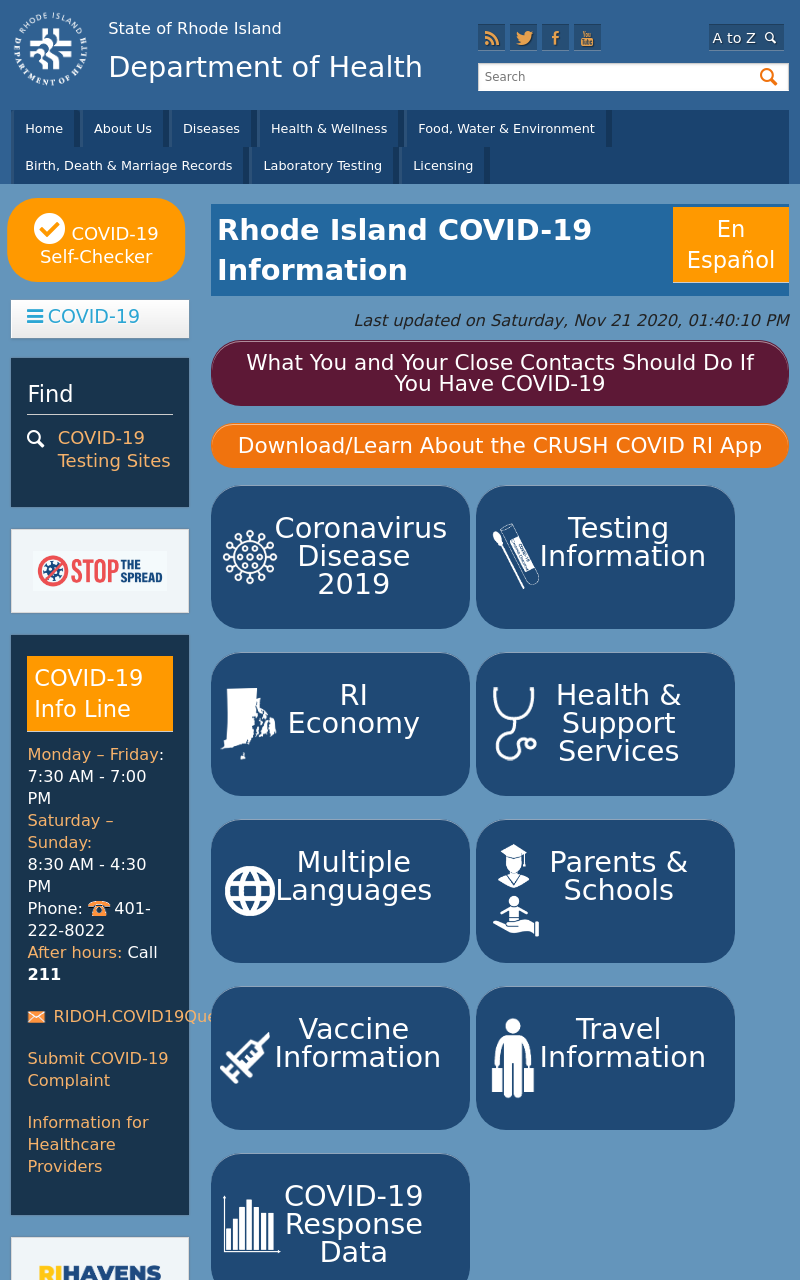 RHODE ISLAND
DEPARTMENT OF HEALTH
State of Rhode Island
Department of Health
You
Tube
A to Z
Search
Home
About Us
Diseases
Health & Wellness
Food, Water & Environment
Birth, Death & Marriage Records
Laboratory Testing
Licensing
COVID-19
Self-Checker
COVID-19
Find
COVID-19
Testing Sites
STOP THE
SPREAD
COVID-19
Info Line
Monday – Friday:
7:30 AM - 7:00
PM
Saturday –
Sunday:
8:30 AM - 4:30
PM
Phone: 401-
222-8022
After hours: Call
211
RIDOH.COVID19Que
Submit COVID-19
Complaint
Information for
Healthcare
Providers
RIHAVENS
Rhode Island COVID-19
Information
En
Español
Last updated on Saturday, Nov 21 2020, 01:40:10 PM
What You and Your Close Contacts Should Do If
You Have COVID-19
Download/Learn About the CRUSH COVID RI App
Coronavirus
Disease
2019
Testing
Information
RI
Economy
Health &
Support
Services
Multiple
Languages
Parents &
Schools
Vaccine
Information
Travel
Information
COVID-19
Response
Data